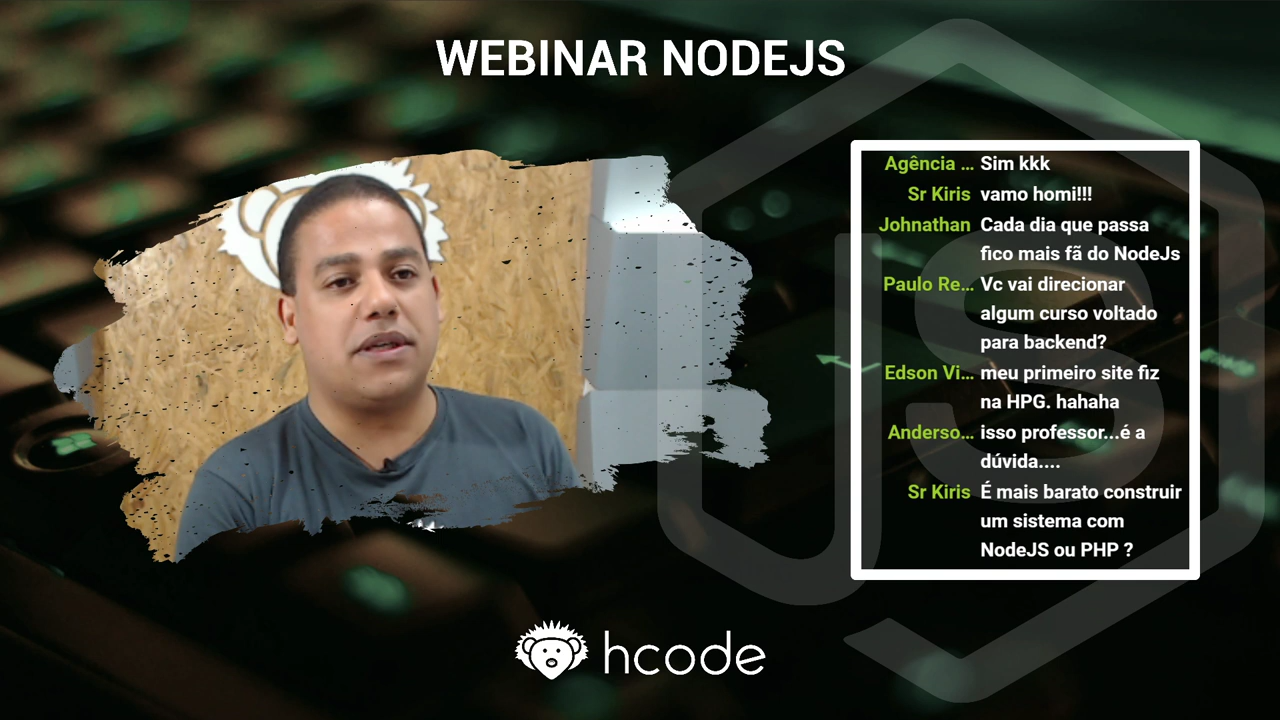 WEBINAR NODEJS
Agência ... Sim kkk
Sr Kiris vamo homi!!!
Johnathan Cada dia que passa
fico mais fã do NodeJs
Paulo Re... Vc vai direcionar
algum curso voltado
para backend?
Edson Vi... meu primeiro site fiz
na HPG. hahaha
Anderso... isso professor...é a
dúvida....
Sr Kiris É mais barato construir
um sistema com
NodeJS ou PHP ?
JS
hcode